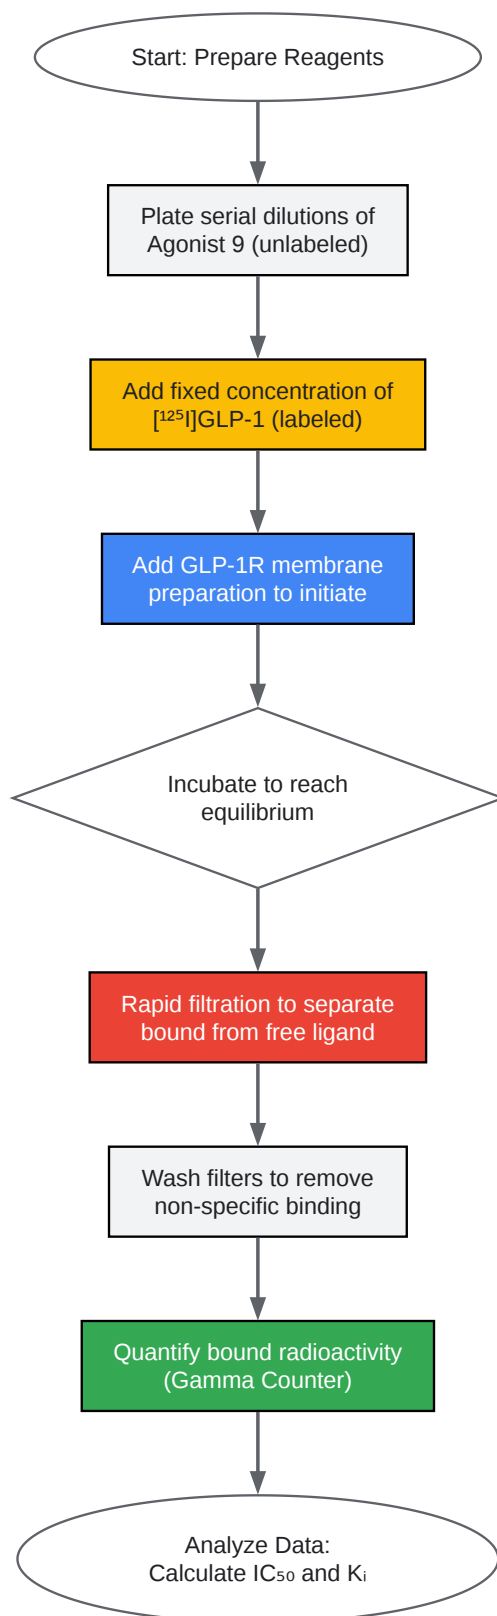 Start: Prepare Reagents
Plate serial dilutions of
Agonist 9 (unlabeled)
Add fixed concentration of
[¹²⁵I]GLP-1 (labeled)
Add GLP-1R membrane
preparation to initiate
Incubate to reach
equilibrium
Rapid filtration to separate
bound from free ligand
Wash filters to remove
non-specific binding
Quantify bound radioactivity
(Gamma Counter)
Analyze Data:
Calculate IC₅₀ and Kᵢ